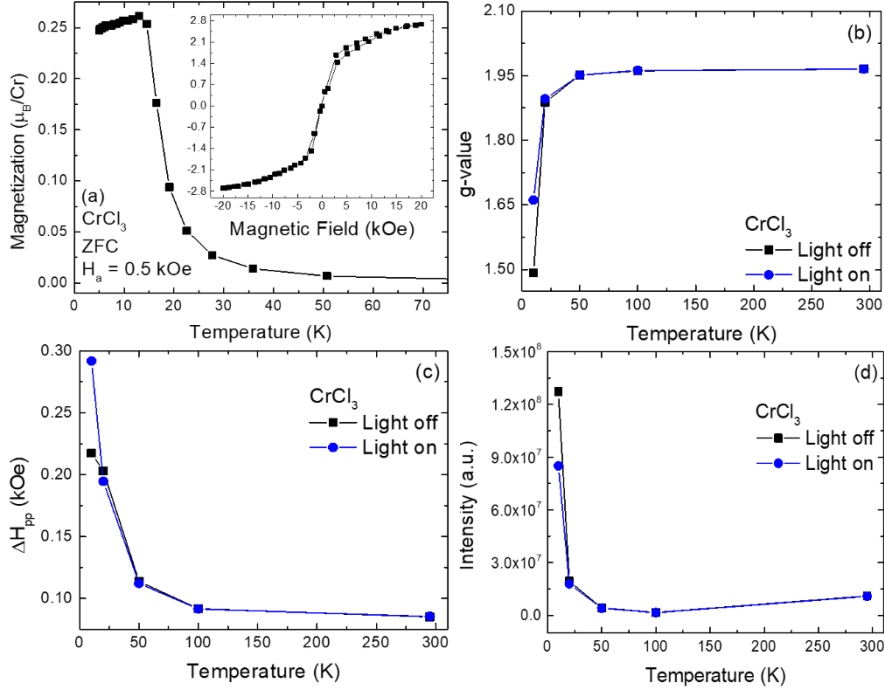 0.25
0.20
0.15
0.10
0.05
0.00
Magnetization (μB/Cr)
(a)
CrCl3
ZFC
Ha = 0.5 kOe
0 10 20 30 40 50 60 70
Temperature (K)
2.8
2.1
1.4
0.7
0.0
-0.7
-1.4
-2.1
-2.8
-20 -15 -10 -5 0 5 10 15 20
Magnetic Field (kOe)
2.10
1.95
1.80
1.65
1.50
g-value
(b)
CrCl3
Light off
Light on
0 50 100 150 200 250 300
Temperature (K)
0.30
0.25
0.20
0.15
0.10
ΔHpp (kOe)
(c)
CrCl3
Light off
Light on
0 50 100 150 200 250 300
Temperature (K)
1.5x10^8
1.2x10^8
9.0x10^7
6.0x10^7
3.0x10^7
0.0
Intensity (a.u.)
(d)
CrCl3
Light off
Light on
0 50 100 150 200 250 300
Temperature (K)